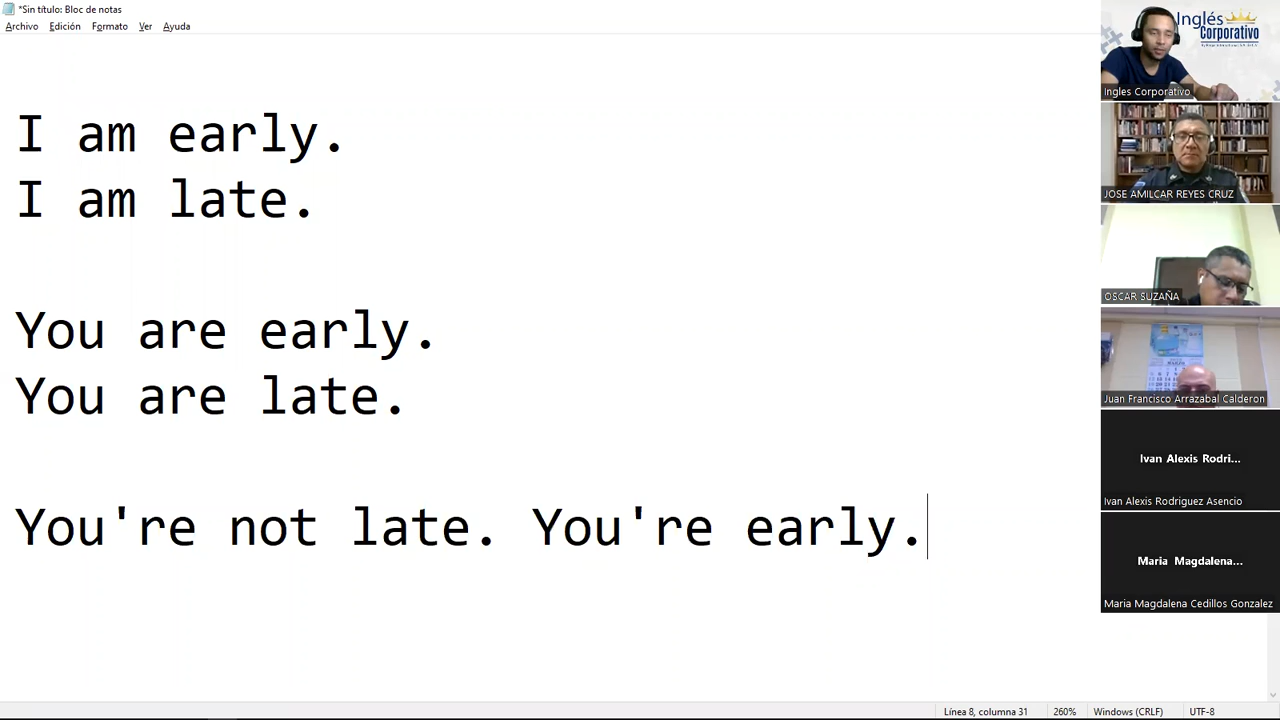 *Sin título: Bloc de notas
Archivo Edición Formato Ver Ayuda
I am early.
I am late.
You are early.
You are late.
You're not late. You're early.
Línea 8, columna 31 260% Windows (CRLF) UTF-8
Inglés
Corporativo
Ingles Corporativo
JOSE AMILCAR REYES CRUZ
OSCAR SUZAÑA
Juan Francisco Arrazabal Calderon
Ivan Alexis Rodri...
Ivan Alexis Rodriguez Asencio
Maria Magdalena...
Maria Magdalena Cedillos Gonzalez